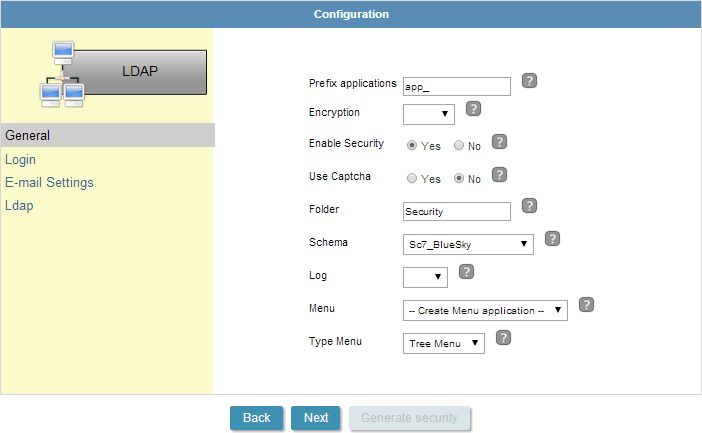 Configuration
LDAP
General
Login
E-mail Settings
Ldap
Prefix applications app_ ?
Encryption ?
Enable Security Yes No ?
Use Captcha Yes No ?
Folder Security ?
Schema Sc7_BlueSky ?
Log ?
Menu -- Create Menu application -- ?
Type Menu Tree Menu ?
Back Next Generate security